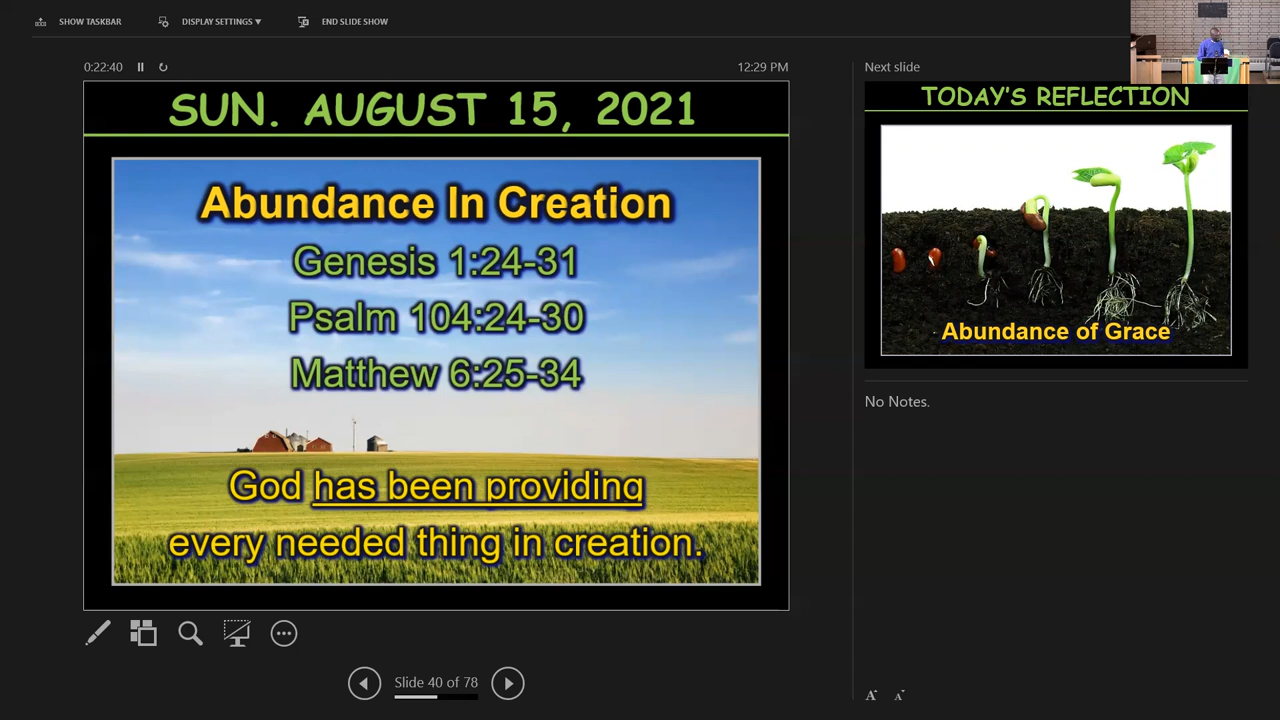 SHOW TASKBAR
DISPLAY SETTINGS ▼
END SLIDE SHOW
0:22:40
12:29 PM
SUN. AUGUST 15, 2021
Abundance In Creation
Genesis 1:24-31
Psalm 104:24-30
Matthew 6:25-34
God has been providing
every needed thing in creation.
Slide 40 of 78
Next slide
TODAY'S REFLECTION
Abundance of Grace
No Notes.
A A